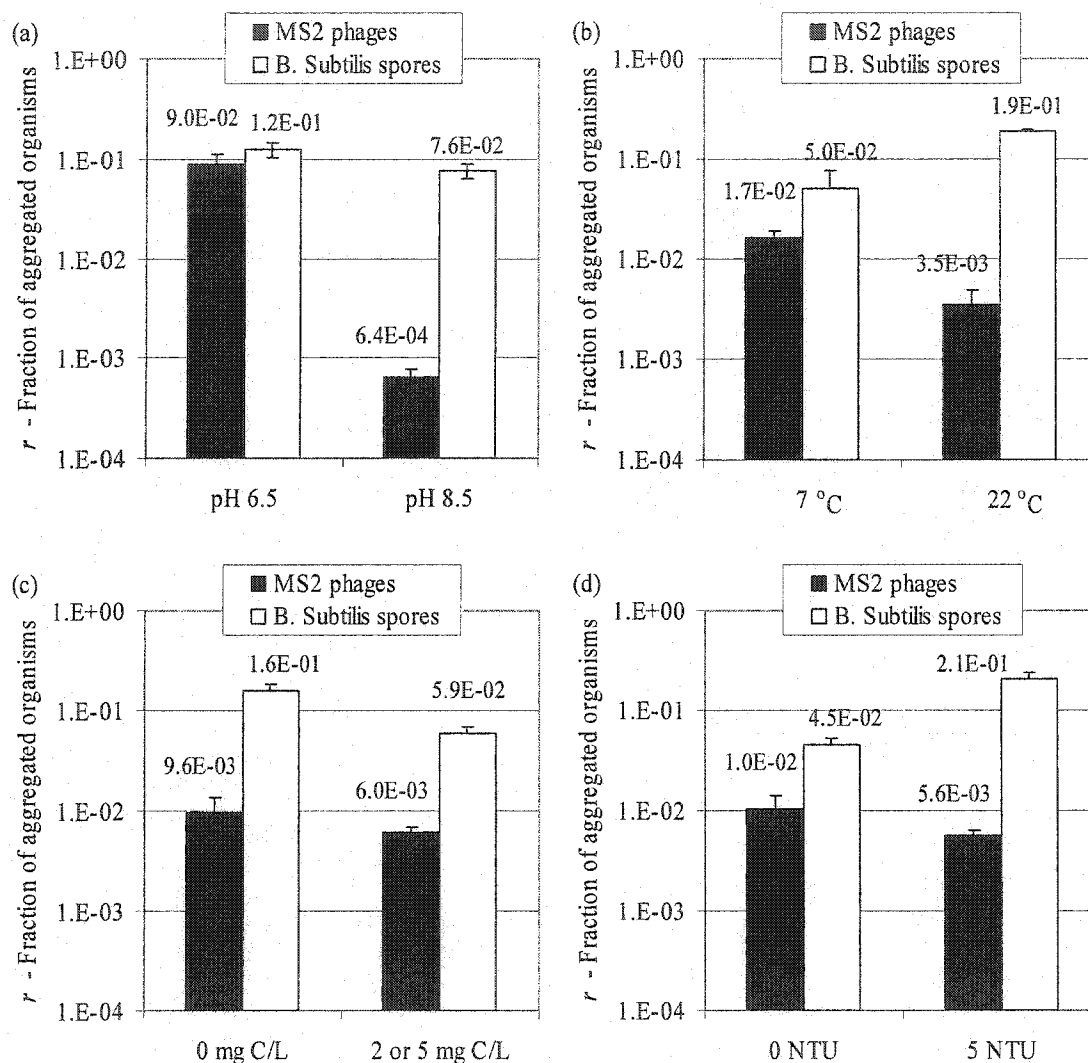 (a)
MS2 phages
B. Subtilis spores
r - Fraction of aggregated organisms
1.E+00
1.E-01
1.E-02
1.E-03
1.E-04
9.0E-02
1.2E-01
6.4E-04
7.6E-02
pH 6.5
pH 8.5
(b)
MS2 phages
B. Subtilis spores
r - Fraction of aggregated organisms
1.E+00
1.E-01
1.E-02
1.E-03
1.E-04
1.7E-02
5.0E-02
3.5E-03
1.9E-01
7 °C
22 °C
(c)
MS2 phages
B. Subtilis spores
r - Fraction of aggregated organisms
1.E+00
1.E-01
1.E-02
1.E-03
1.E-04
9.6E-03
1.6E-01
6.0E-03
5.9E-02
0 mg C/L
2 or 5 mg C/L
(d)
MS2 phages
B. Subtilis spores
r - Fraction of aggregated organisms
1.E+00
1.E-01
1.E-02
1.E-03
1.E-04
1.0E-02
4.5E-02
5.6E-03
2.1E-01
0 NTU
5 NTU